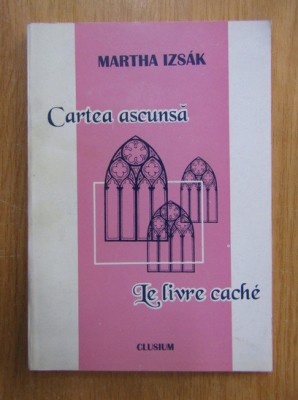 MARTHA IZSÁK
Cartea ascunsă
Le livre caché
CLUSIUM